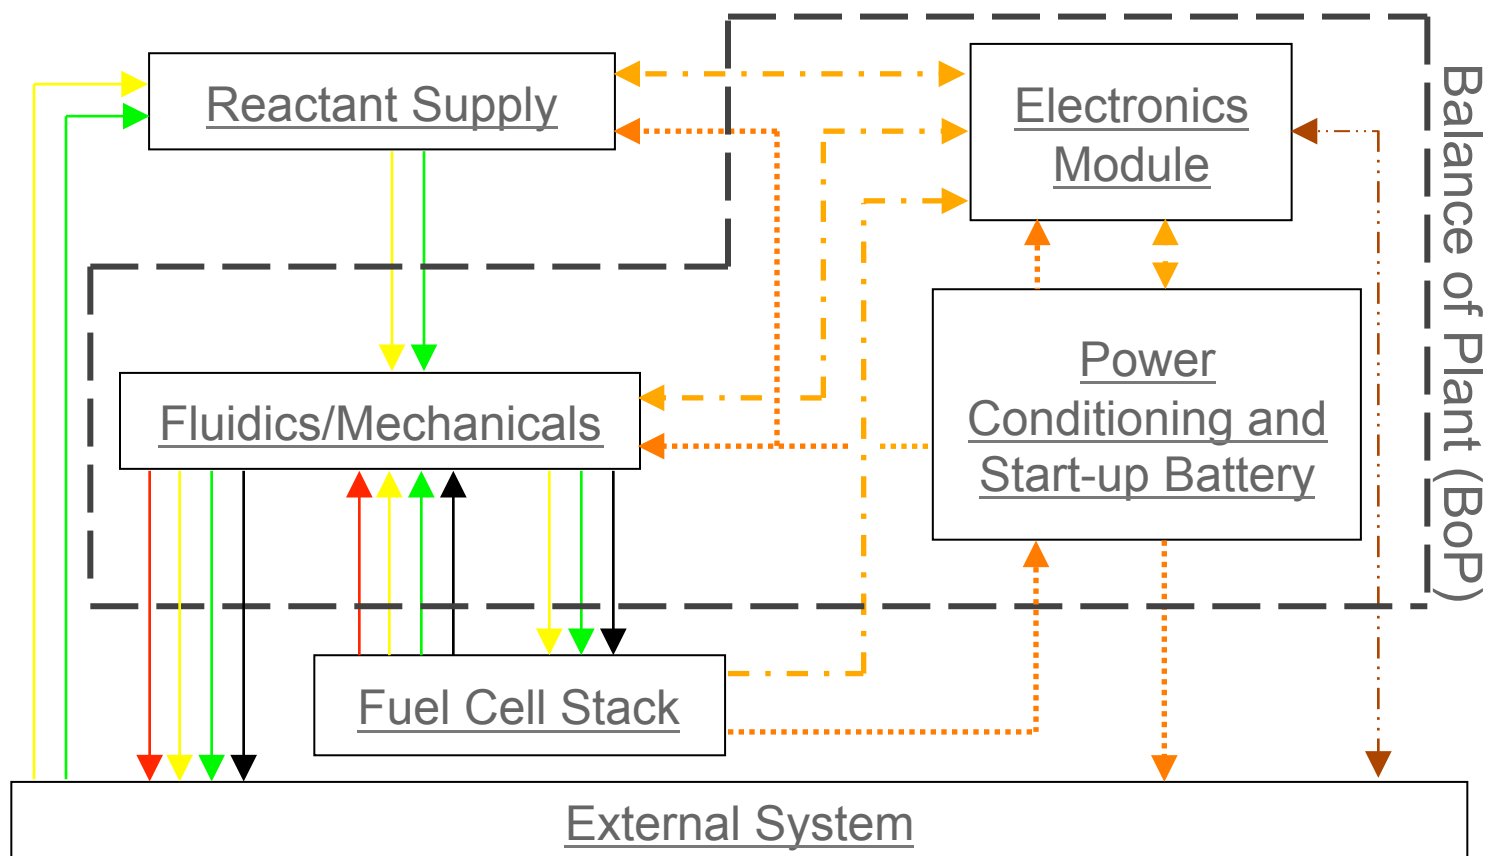 Reactant Supply
Electronics
Module
Balance of Plant (BoP)
Power
Conditioning and
Start-up Battery
Fluidics/Mechanicals
Fuel Cell Stack
External System